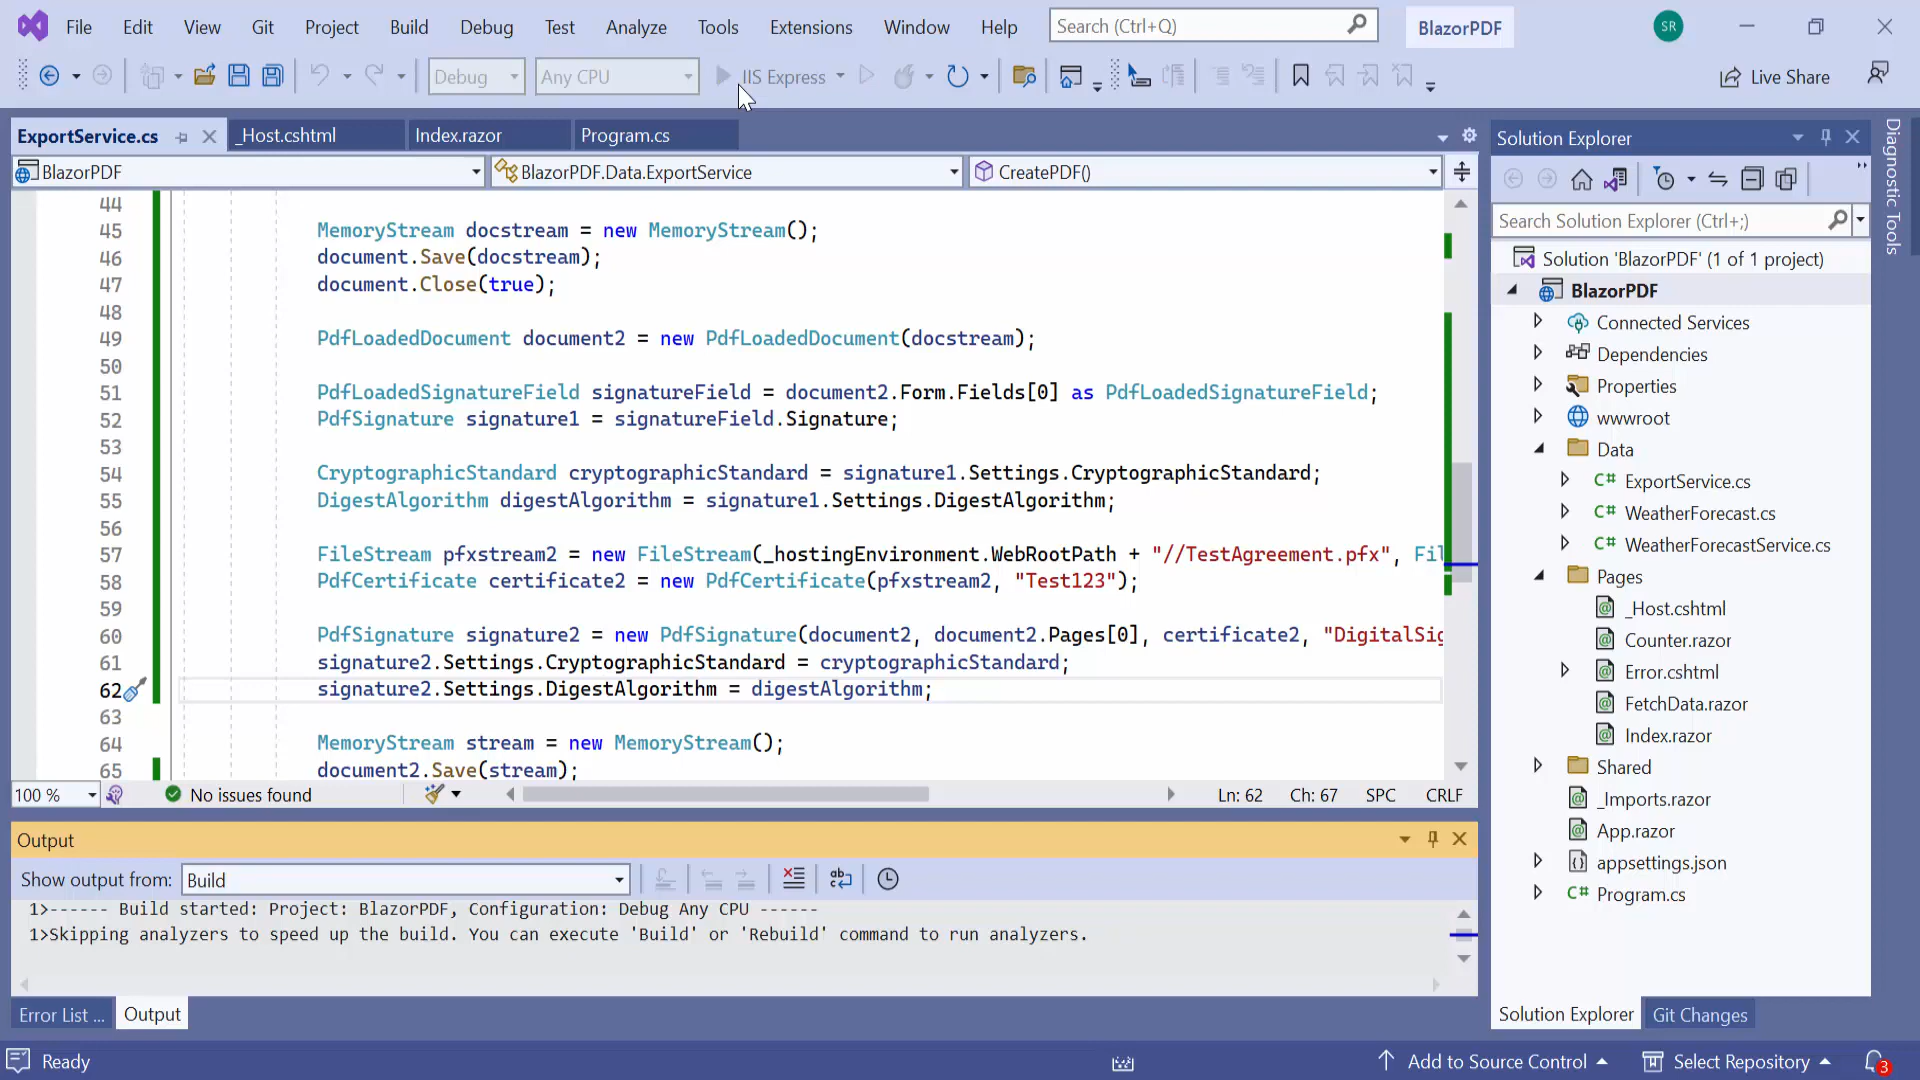 File Edit View Git Project Build Debug Test Analyze Tools Extensions Window Help Search (Ctrl+Q) BlazorPDF SR
Debug Any CPU IIS Express Live Share
ExportService.cs _Host.cshtml Index.razor Program.cs
BlazorPDF BlazorPDF.Data.ExportService CreatePDF()
44
45 MemoryStream docstream = new MemoryStream();
46 document.Save(docstream);
47 document.Close(true);
48
49 PdfLoadedDocument document2 = new PdfLoadedDocument(docstream);
50
51 PdfLoadedSignatureField signatureField = document2.Form.Fields[0] as PdfLoadedSignatureField;
52 PdfSignature signature1 = signatureField.Signature;
53
54 CryptographicStandard cryptographicStandard = signature1.Settings.CryptographicStandard;
55 DigestAlgorithm digestAlgorithm = signature1.Settings.DigestAlgorithm;
56
57 FileStream pfxstream2 = new FileStream(_hostingEnvironment.WebRootPath + "//TestAgreement.pfx", Fil
58 PdfCertificate certificate2 = new PdfCertificate(pfxstream2, "Test123");
59
60 PdfSignature signature2 = new PdfSignature(document2, document2.Pages[0], certificate2, "DigitalSig
61 signature2.Settings.CryptographicStandard = cryptographicStandard;
62 signature2.Settings.DigestAlgorithm = digestAlgorithm;
63
64 MemoryStream stream = new MemoryStream();
65 document2.Save(stream);
100 % No issues found Ln: 62 Ch: 67 SPC CRLF
Output
Show output from: Build
1>------ Build started: Project: BlazorPDF, Configuration: Debug Any CPU ------
1>Skipping analyzers to speed up the build. You can execute 'Build' or 'Rebuild' command to run analyzers.
Error List ... Output
Solution Explorer
Search Solution Explorer (Ctrl+;)
Solution 'BlazorPDF' (1 of 1 project)
BlazorPDF
Connected Services
Dependencies
Properties
wwwroot
Data
C# ExportService.cs
C# WeatherForecast.cs
C# WeatherForecastService.cs
Pages
_Host.cshtml
Counter.razor
Error.cshtml
FetchData.razor
Index.razor
Shared
_Imports.razor
App.razor
appsettings.json
C# Program.cs
Solution Explorer Git Changes
Diagnostic Tools
Ready Add to Source Control Select Repository 3